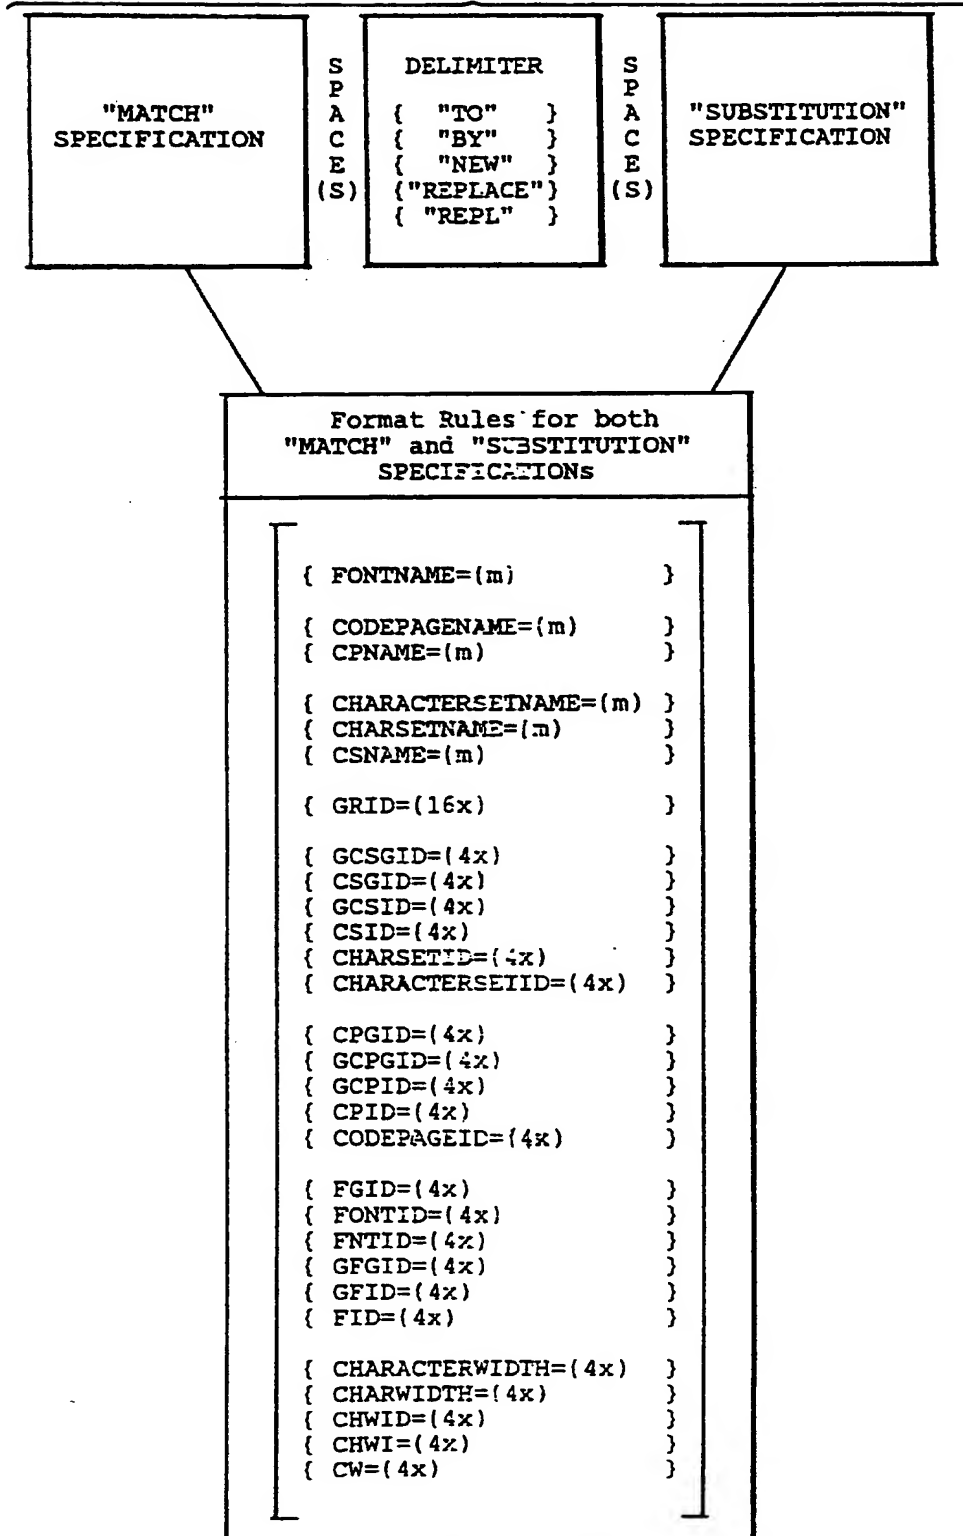 "MATCH"
SPECIFICATION
S
P
A
C
E
(S)
DELIMITER
{ "TO" }
{ "BY" }
{ "NEW" }
{"REPLACE"}
{ "REPL" }
S
P
A
C
E
(S)
"SUBSTITUTION"
SPECIFICATION
Format Rules for both
"MATCH" and "SUBSTITUTION"
SPECIFICATIONs
{ FONTNAME=(m) }
{ CODEPAGENAME=(m) }
{ CPNAME=(m) }
{ CHARACTERSETNAME=(m) }
{ CHARSETNAME=(m) }
{ CSNAME=(m) }
{ GRID=(16x) }
{ GCSGID=(4x) }
{ CSGID=(4x) }
{ GCSID=(4x) }
{ CSID=(4x) }
{ CHARSETID=(4x) }
{ CHARACTERSETID=(4x) }
{ CPGID=(4x) }
{ GCPGID=(4x) }
{ GCPID=(4x) }
{ CPID=(4x) }
{ CODEPAGEID=(4x) }
{ FGID=(4x) }
{ FONTID=(4x) }
{ FNTID=(4x) }
{ GFGID=(4x) }
{ GFID=(4x) }
{ FID=(4x) }
{ CHARACTERWIDTH=(4x) }
{ CHARWIDTH=(4x) }
{ CHWID=(4x) }
{ CHWI=(4x) }
{ CW=(4x) }